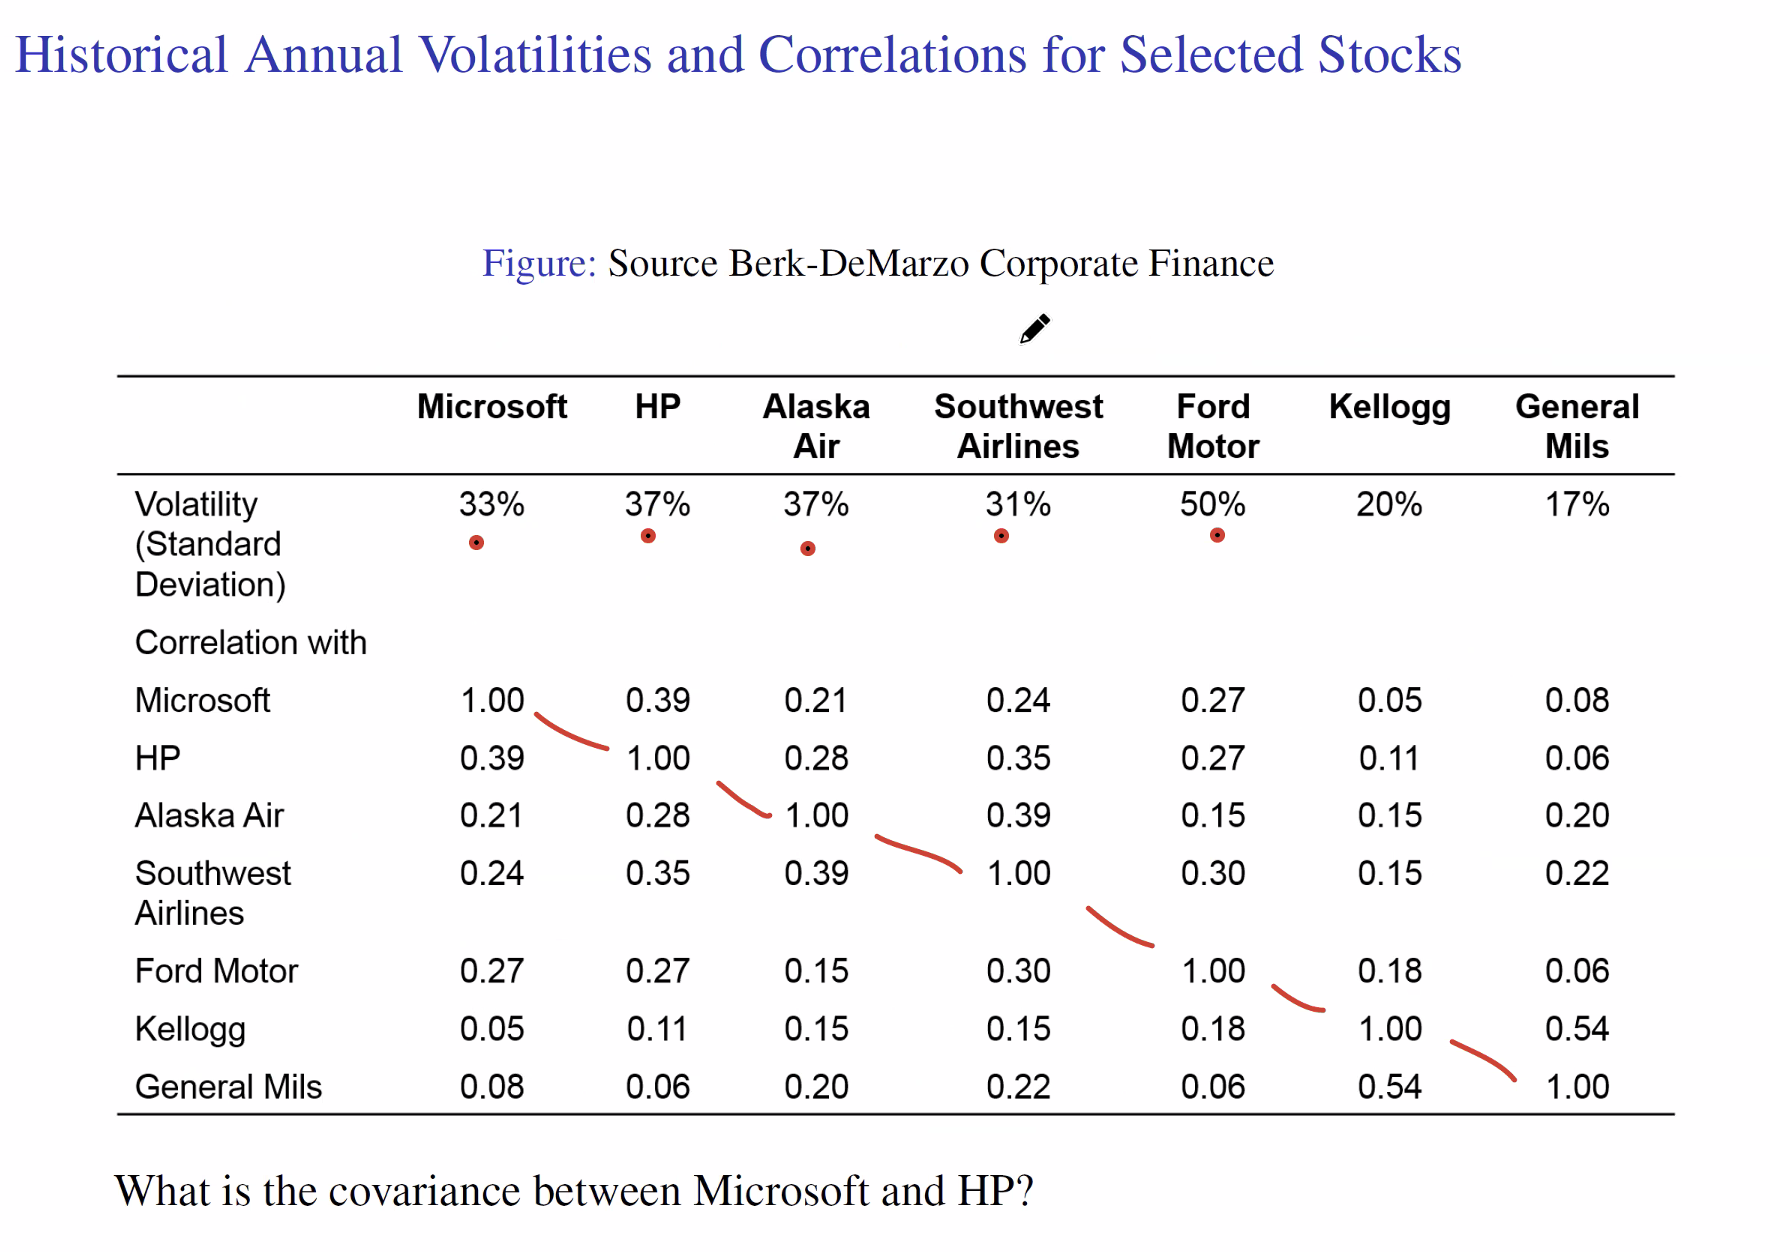 Historical Annual Volatilities and Correlations for Selected Stocks
Figure: Source Berk-DeMarzo Corporate Finance
Microsoft HP Alaska Air Southwest Airlines Ford Motor Kellogg General Mils
Volatility (Standard Deviation) 33% 37% 37% 31% 50% 20% 17%
Correlation with
Microsoft 1.00 0.39 0.21 0.24 0.27 0.05 0.08
HP 0.39 1.00 0.28 0.35 0.27 0.11 0.06
Alaska Air 0.21 0.28 1.00 0.39 0.15 0.15 0.20
Southwest Airlines 0.24 0.35 0.39 1.00 0.30 0.15 0.22
Ford Motor 0.27 0.27 0.15 0.30 1.00 0.18 0.06
Kellogg 0.05 0.11 0.15 0.15 0.18 1.00 0.54
General Mils 0.08 0.06 0.20 0.22 0.06 0.54 1.00
What is the covariance between Microsoft and HP?